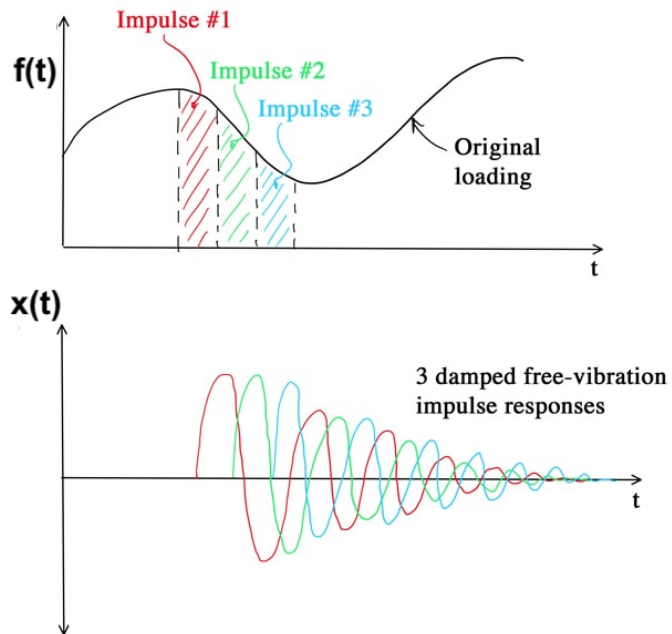 Impulse #1
f(t)
Impulse #2
Impulse #3
Original
loading
t
x(t)
3 damped free-vibration
impulse responses
t